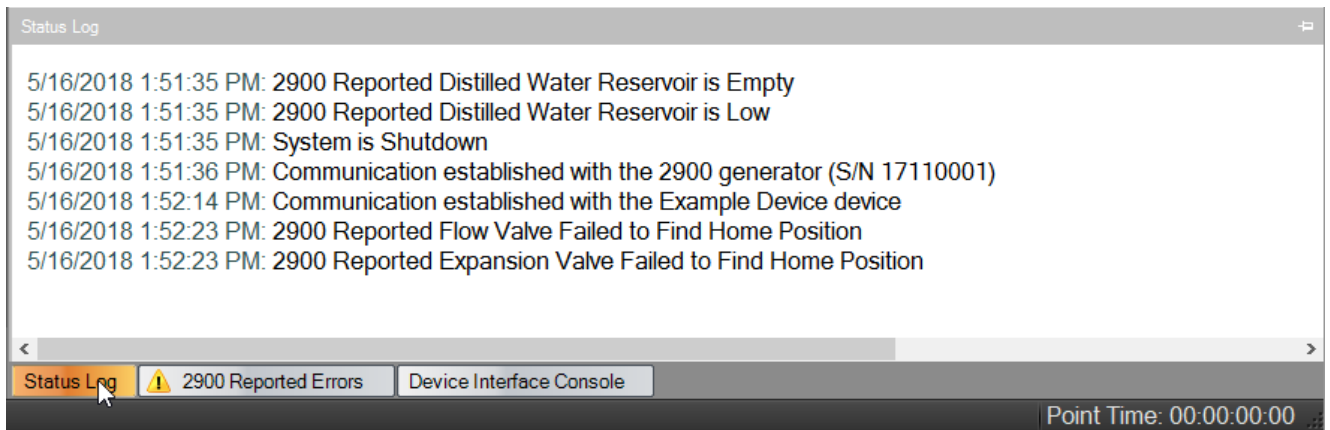 Status Log
5/16/2018 1:51:35 PM: 2900 Reported Distilled Water Reservoir is Empty
5/16/2018 1:51:35 PM: 2900 Reported Distilled Water Reservoir is Low
5/16/2018 1:51:35 PM: System is Shutdown
5/16/2018 1:51:36 PM: Communication established with the 2900 generator (S/N 17110001)
5/16/2018 1:52:14 PM: Communication established with the Example Device device
5/16/2018 1:52:23 PM: 2900 Reported Flow Valve Failed to Find Home Position
5/16/2018 1:52:23 PM: 2900 Reported Expansion Valve Failed to Find Home Position
Status Log 2900 Reported Errors Device Interface Console
Point Time: 00:00:00:00